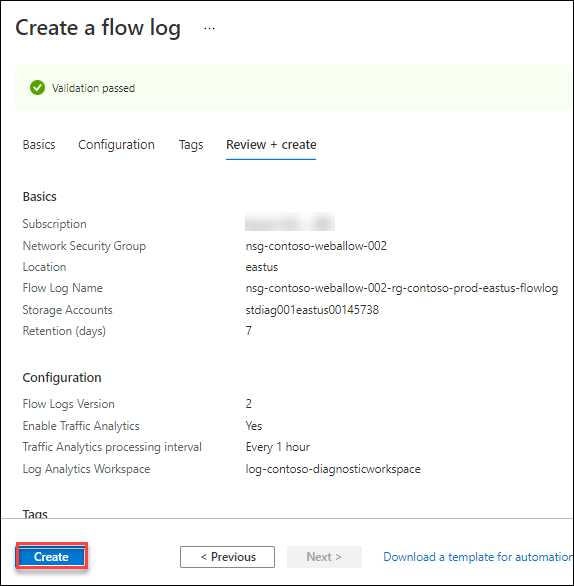 Create a flow log ...
Validation passed
Basics Configuration Tags Review + create
Basics
Subscription
Network Security Group nsg-contoso-weballow-002
Location eastus
Flow Log Name nsg-contoso-weballow-002-rg-contoso-prod-eastus-flowlog
Storage Accounts stdiag001eastus00145738
Retention (days) 7
Configuration
Flow Logs Version 2
Enable Traffic Analytics Yes
Traffic Analytics processing interval Every 1 hour
Log Analytics Workspace log-contoso-diagnosticworkspace
Tags
Create < Previous Next > Download a template for automation